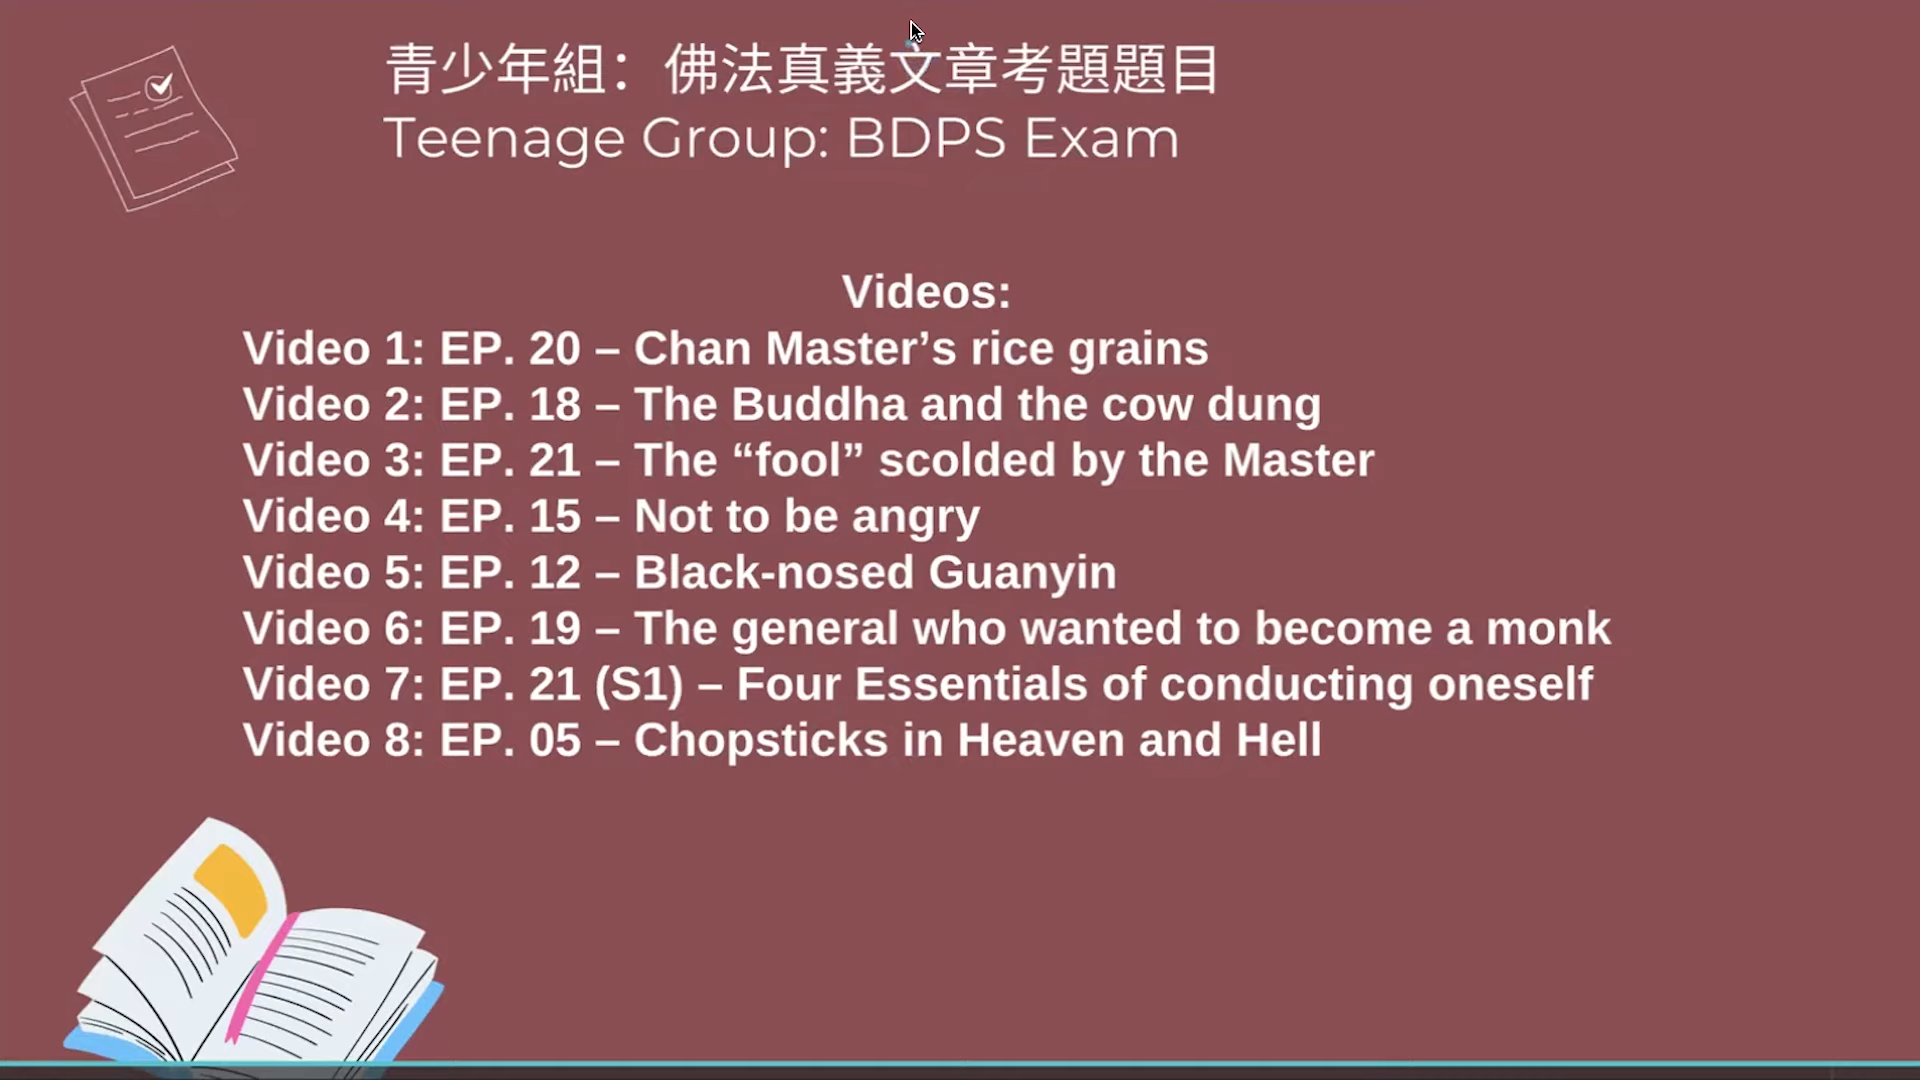 青少年組：佛法真義文章考題題目
Teenage Group: BDPS Exam
Videos:
Video 1: EP. 20 – Chan Master’s rice grains
Video 2: EP. 18 – The Buddha and the cow dung
Video 3: EP. 21 – The “fool” scolded by the Master
Video 4: EP. 15 – Not to be angry
Video 5: EP. 12 – Black-nosed Guanyin
Video 6: EP. 19 – The general who wanted to become a monk
Video 7: EP. 21 (S1) – Four Essentials of conducting oneself
Video 8: EP. 05 – Chopsticks in Heaven and Hell